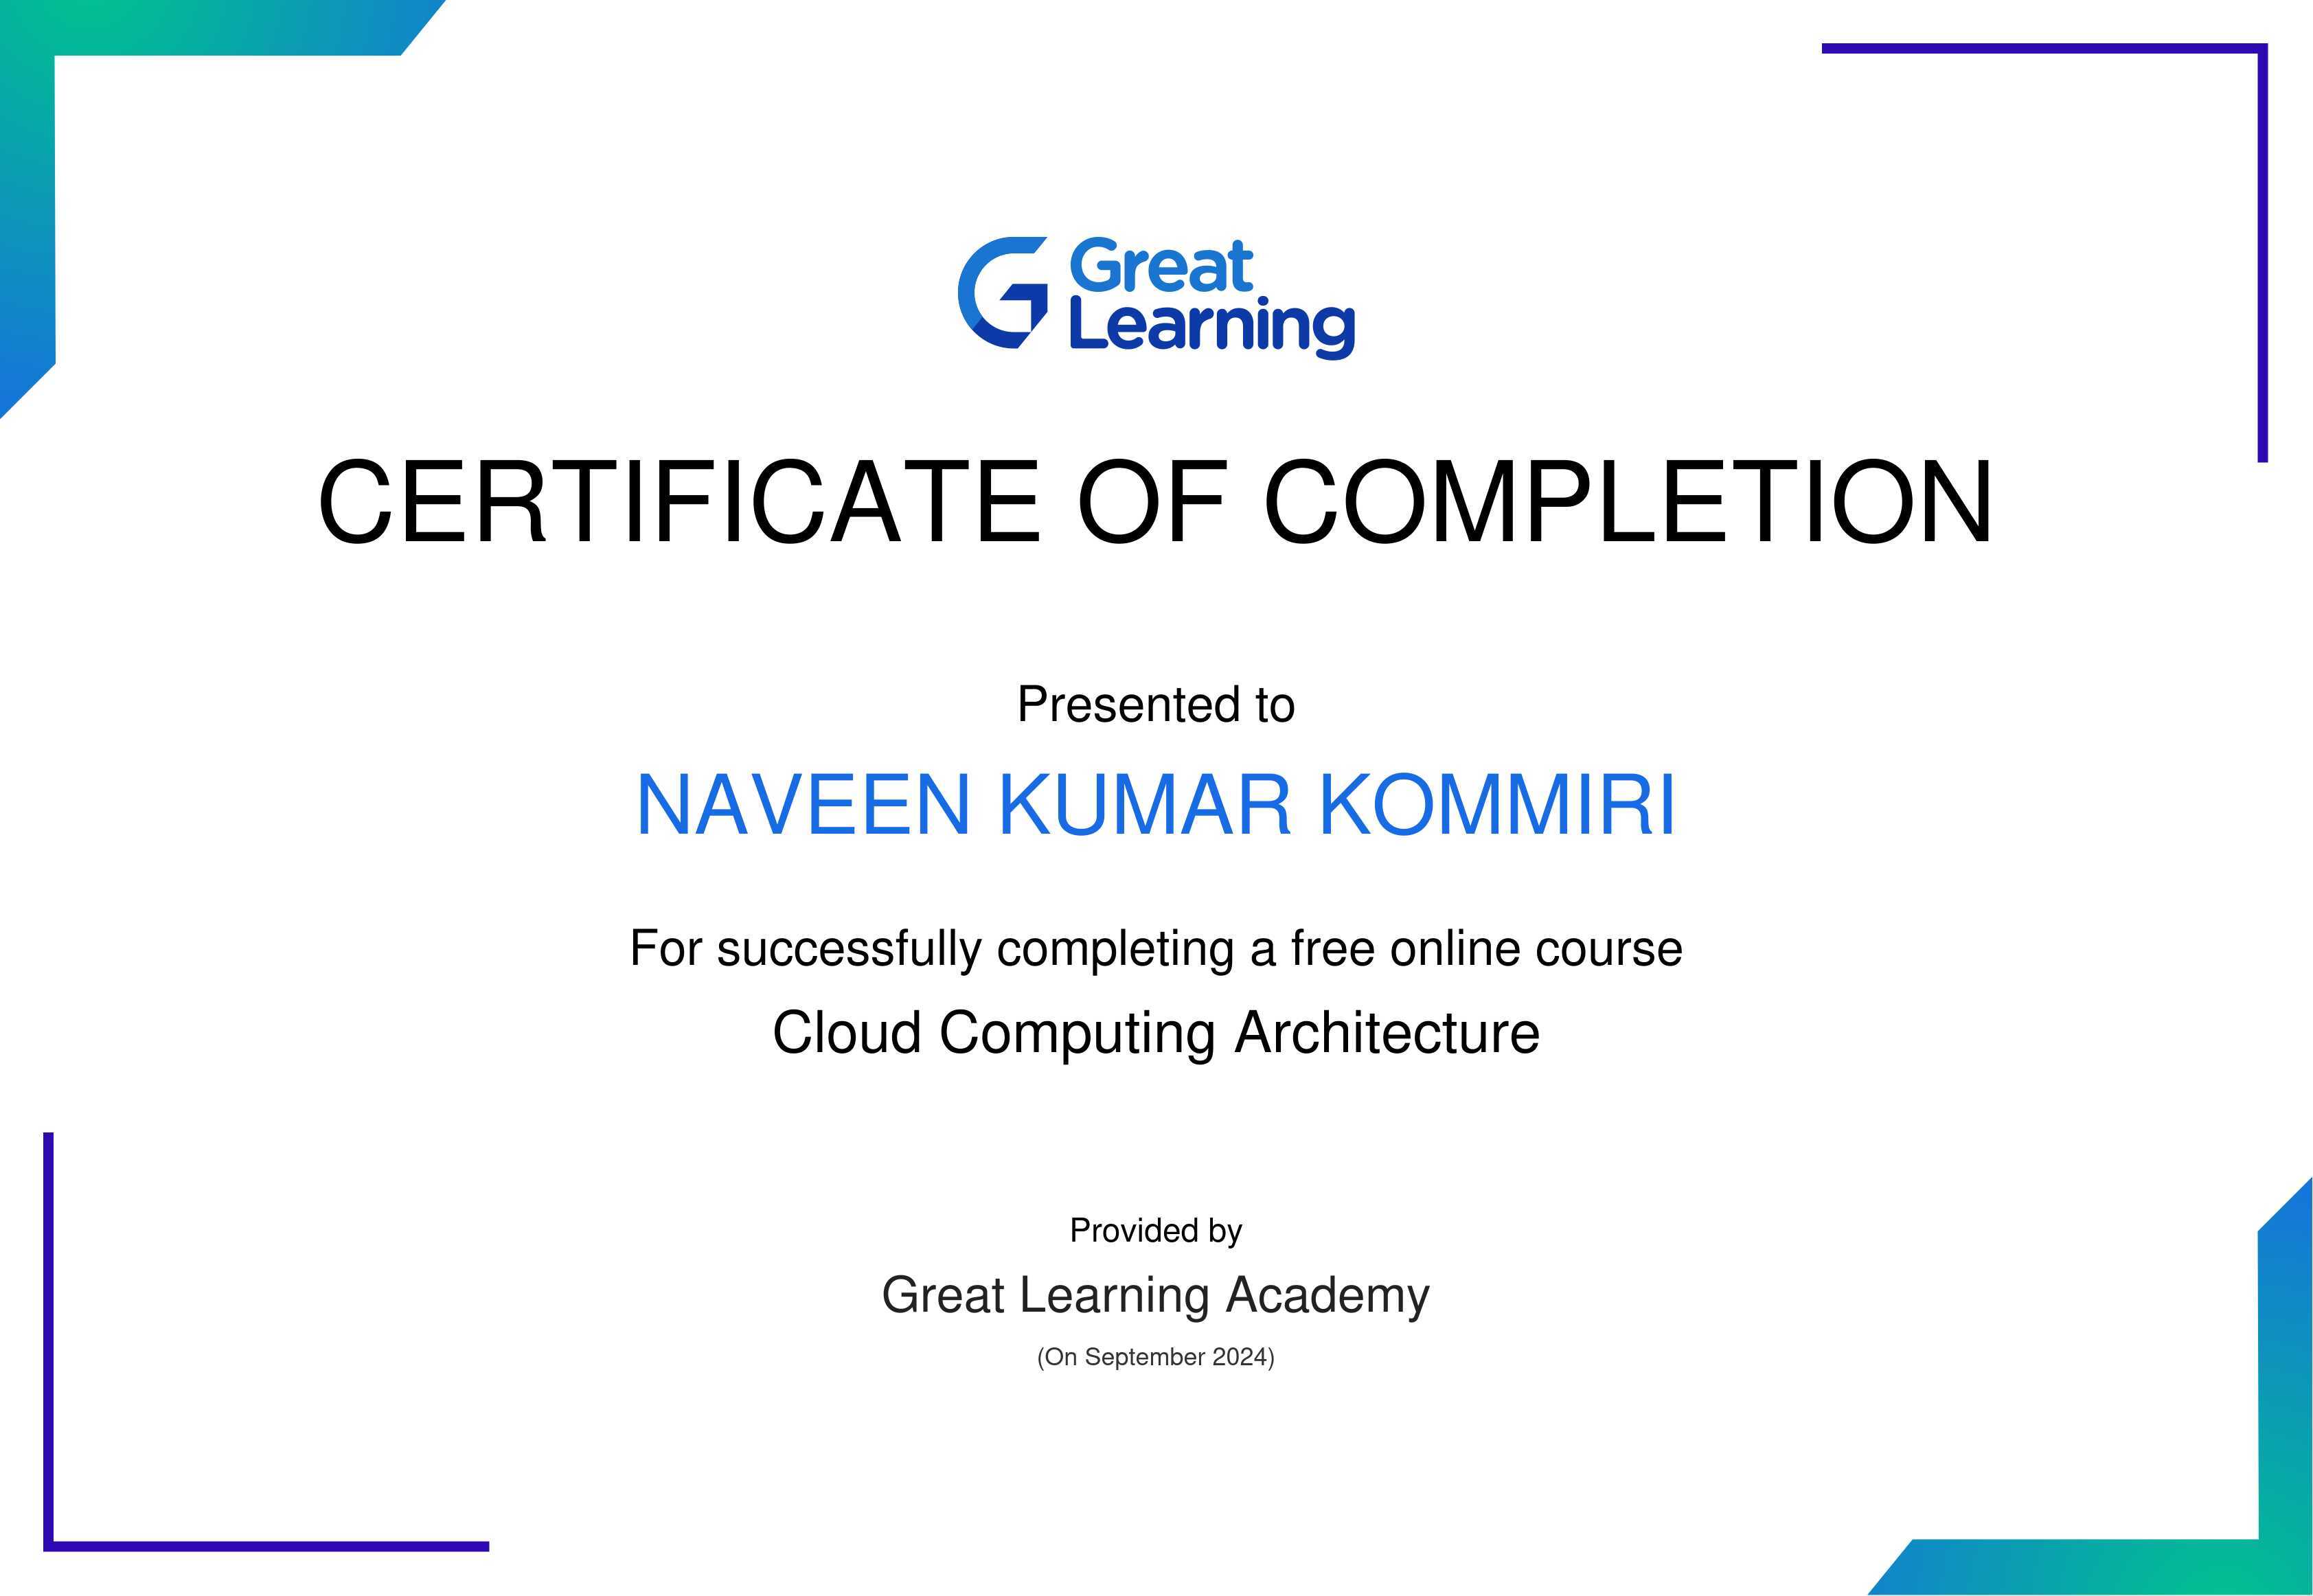 Great
Learning
CERTIFICATE OF COMPLETION
Presented to
NAVEEN KUMAR KOMMIRI
For successfully completing a free online course
Cloud Computing Architecture
Provided by
Great Learning Academy
(On September 2024)